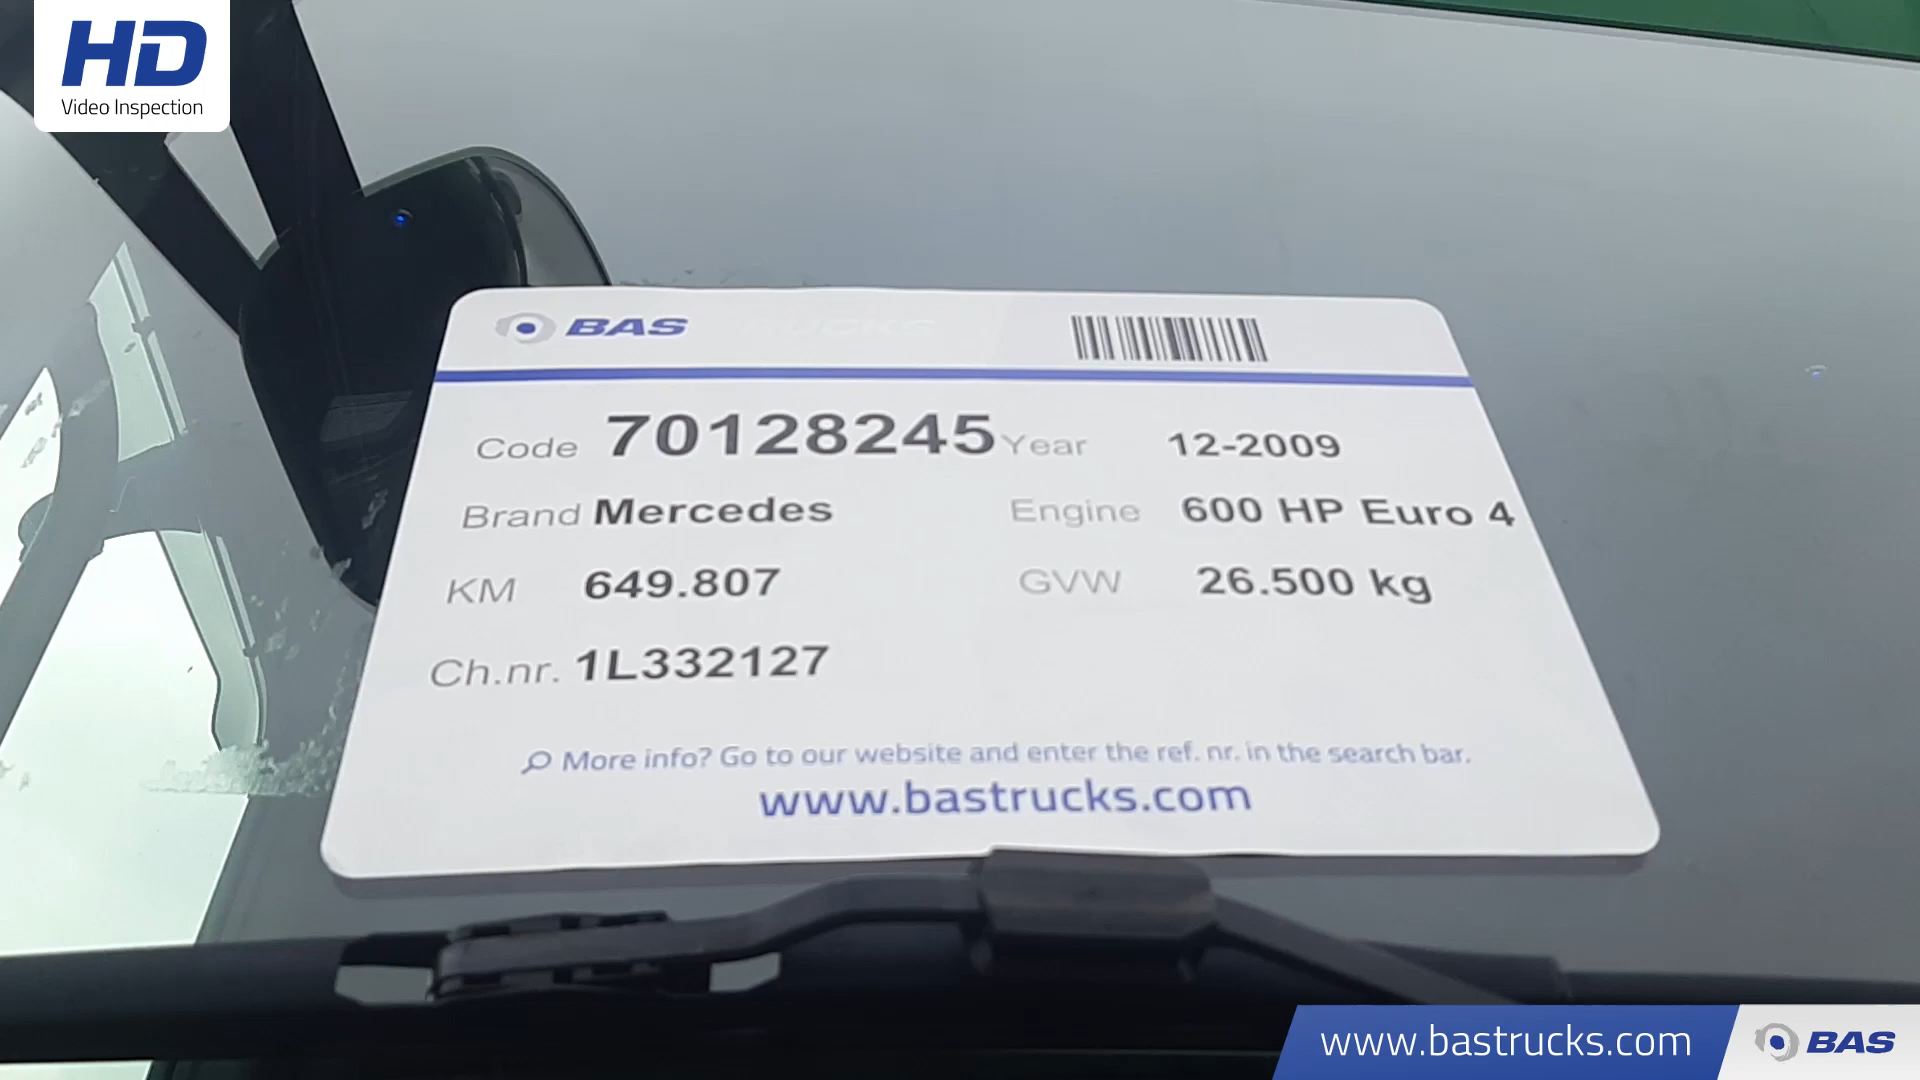 HD
Video Inspection
BAS TRUCKS
Code 70128245 Year 12-2009
Brand Mercedes Engine 600 HP Euro 4
KM 649.807 GVW 26.500 kg
Ch.nr. 1L332127
More info? Go to our website and enter the ref. nr. in the search bar.
www.bastrucks.com
www.bastrucks.com BAS